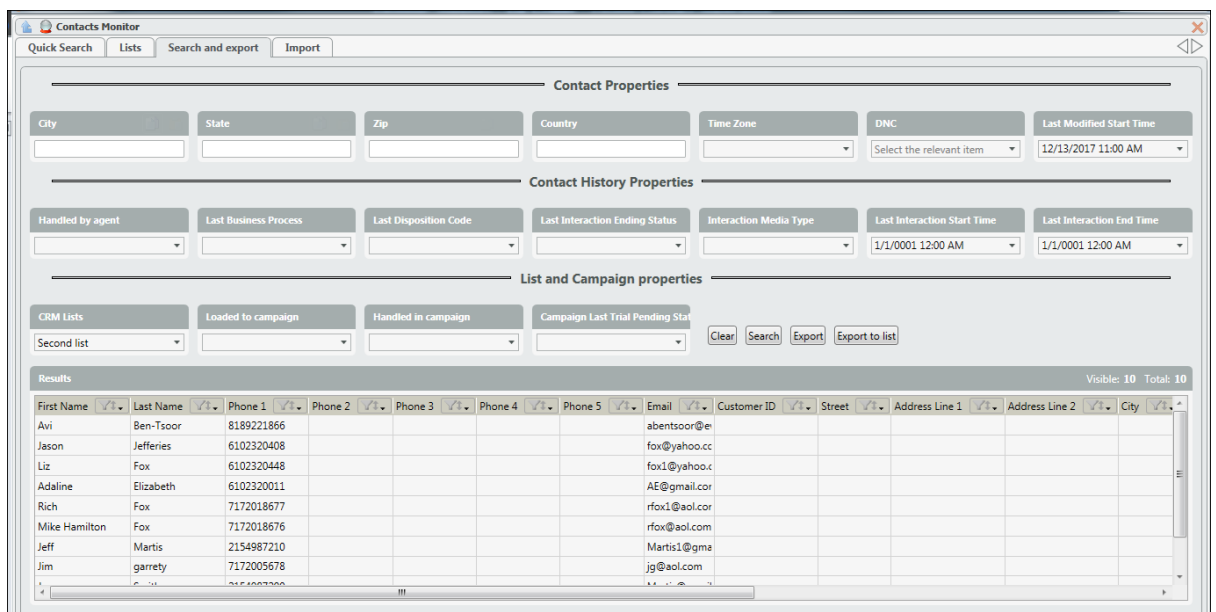 Contacts Monitor
Quick Search Lists Search and export Import
Contact Properties
City State Zip Country Time Zone DNC Last Modified Start Time
Select the relevant item 12/13/2017 11:00 AM
Contact History Properties
Handled by agent Last Business Process Last Disposition Code Last Interaction Ending Status Interaction Media Type Last Interaction Start Time Last Interaction End Time
1/1/0001 12:00 AM 1/1/0001 12:00 AM
List and Campaign properties
CRM Lists Loaded to campaign Handled in campaign Campaign Last Trial Pending Stat
Second list Clear Search Export Export to list
Results Visible: 10 Total: 10
First Name Last Name Phone 1 Phone 2 Phone 3 Phone 4 Phone 5 Email Customer ID Street Address Line 1 Address Line 2 City
Avi Ben-Tsoor 8189221866 abentsoor@e
Jason Jefferies 6102320408 fox@yahoo.cc
Liz Fox 6102320448 fox1@yahoo.c
Adaline Elizabeth 6102320011 AE@gmail.cor
Rich Fox 7172018677 rfox1@aol.cor
Mike Hamilton Fox 7172018676 rfox@aol.com
Jeff Martis 2154987210 Martis1@gma
Jim garrety 7172005678 jg@aol.com